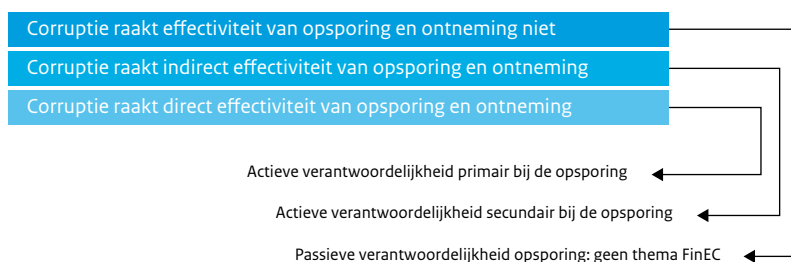 Corruptie raakt effectiviteit van opsporing en ontneming niet
Corruptie raakt indirect effectiviteit van opsporing en ontneming
Corruptie raakt direct effectiviteit van opsporing en ontneming
Actieve verantwoordelijkheid primair bij de opsporing
Actieve verantwoordelijkheid secundair bij de opsporing
Passieve verantwoordelijkheid opsporing: geen thema FinEC